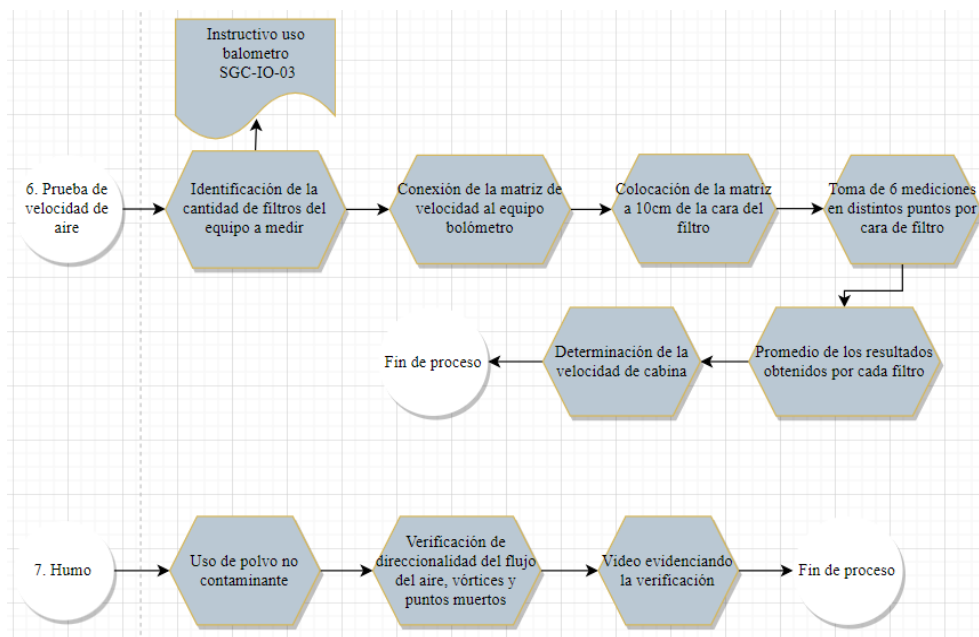 Instructivo uso
balometro
SGC-IO-03
6. Prueba de
velocidad de
aire
Identificación de la
cantidad de filtros del
equipo a medir
Conexión de la matriz de
velocidad al equipo
bolómetro
Colocación de la matriz
a 10cm de la cara del
filtro
Toma de 6 mediciones
en distintos puntos por
cara de filtro
Fin de proceso
Determinación de la
velocidad de cabina
Promedio de los resultados
obtenidos por cada filtro
7. Humo
Uso de polvo no
contaminante
Verificación de
direccionalidad del flujo
del aire, vórtices y
puntos muertos
Video evidenciando
la verificación
Fin de proceso